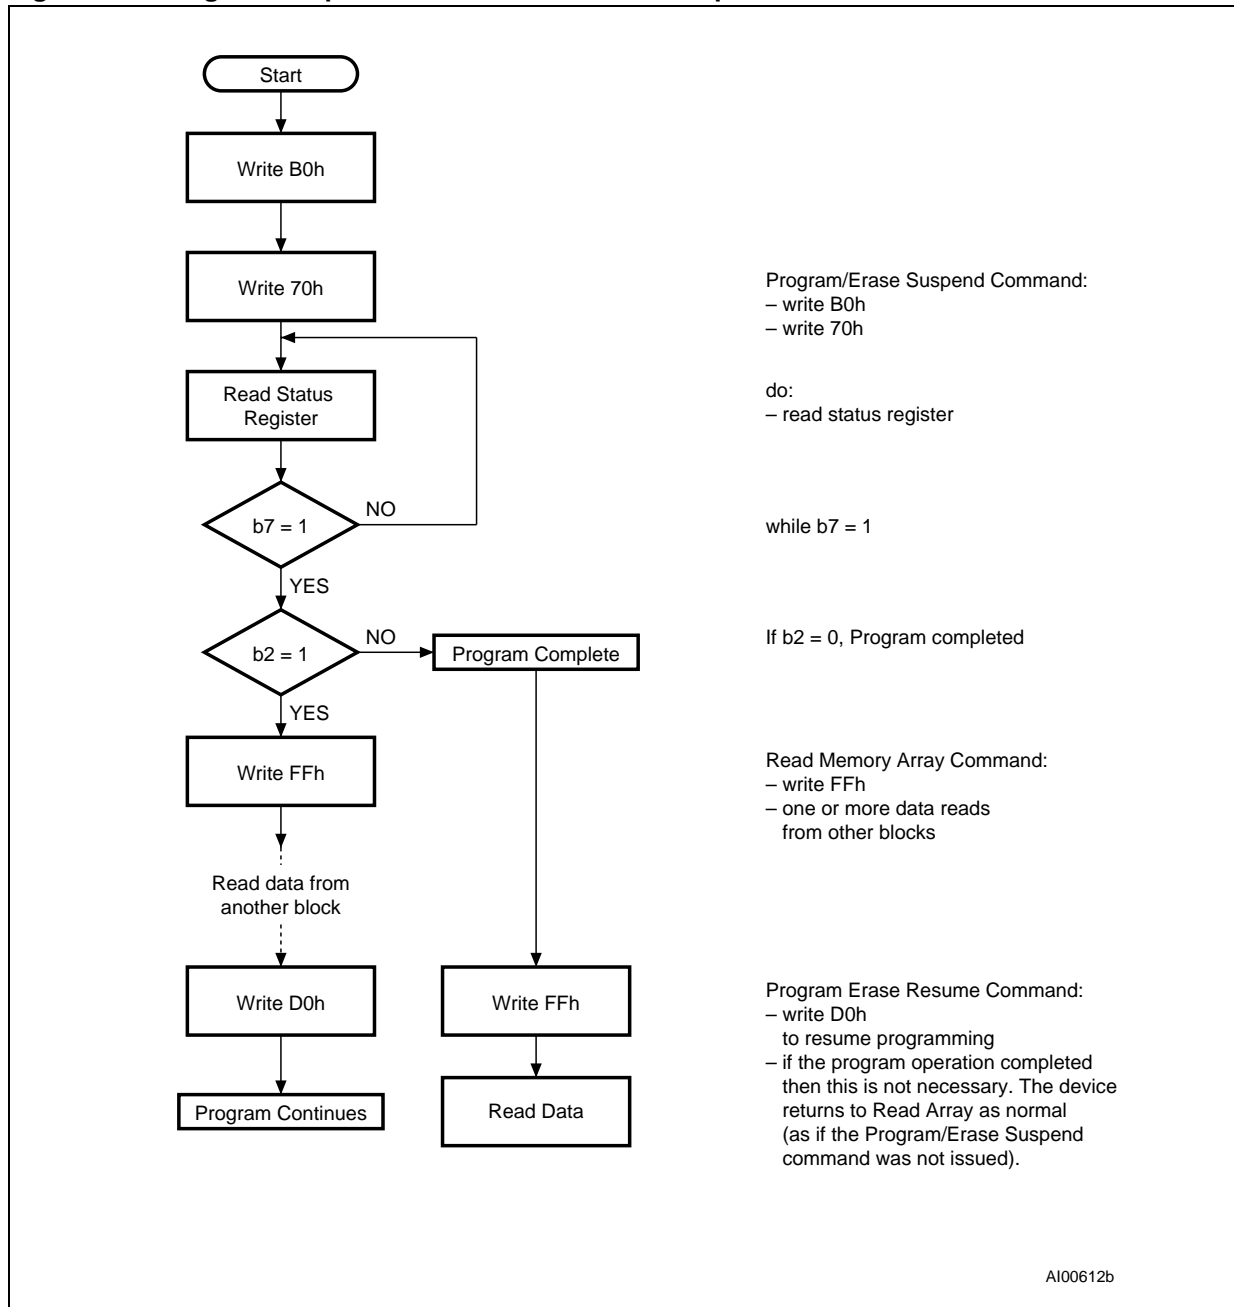 Start
Write B0h
Write 70h
Program/Erase Suspend Command:
– write B0h
– write 70h
Read Status
Register
do:
– read status register
b7 = 1
NO
while b7 = 1
YES
b2 = 1
NO
Program Complete
If b2 = 0, Program completed
YES
Write FFh
Read Memory Array Command:
– write FFh
– one or more data reads
from other blocks
Read data from
another block
Write D0h
Write FFh
Program Erase Resume Command:
– write D0h
to resume programming
– if the program operation completed
then this is not necessary. The device
returns to Read Array as normal
(as if the Program/Erase Suspend
command was not issued).
Program Continues
Read Data
AI00612b